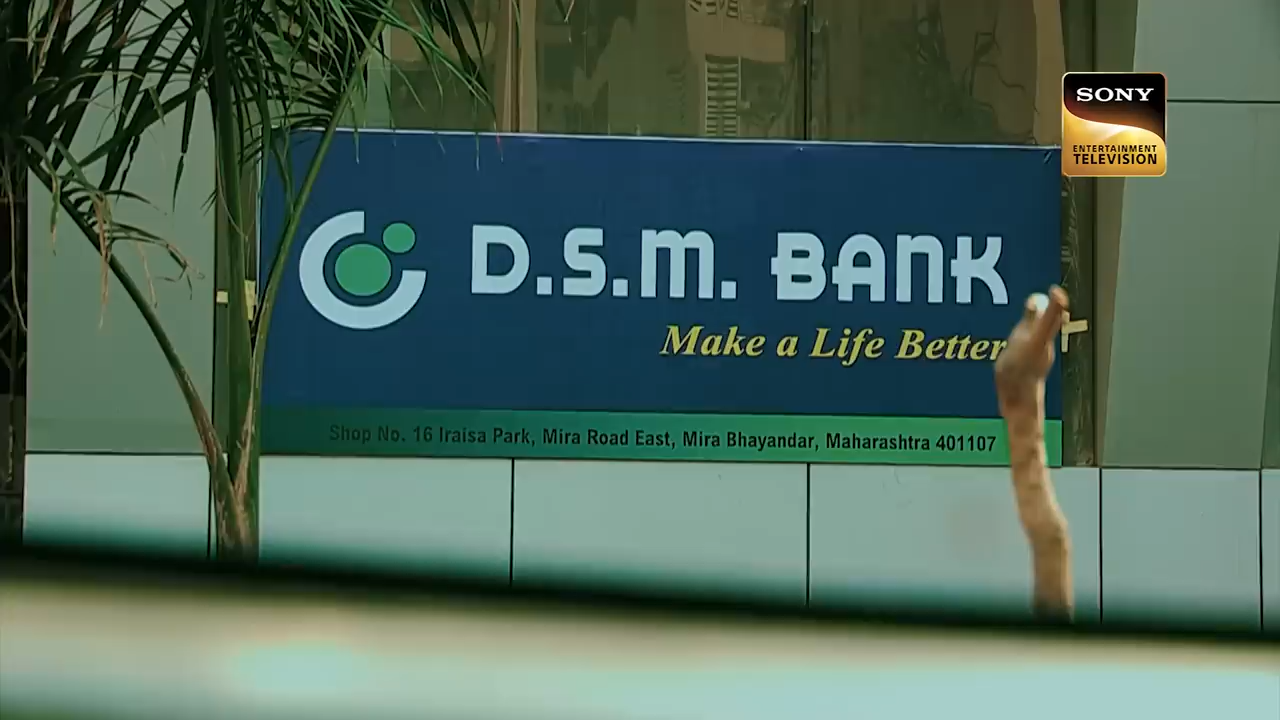 SONY
ENTERTAINMENT
TELEVISION
D.S.M. BANK
Make a Life Better
Shop No. 16 Iraisa Park, Mira Road East, Mira Bhayandar, Maharashtra 401107